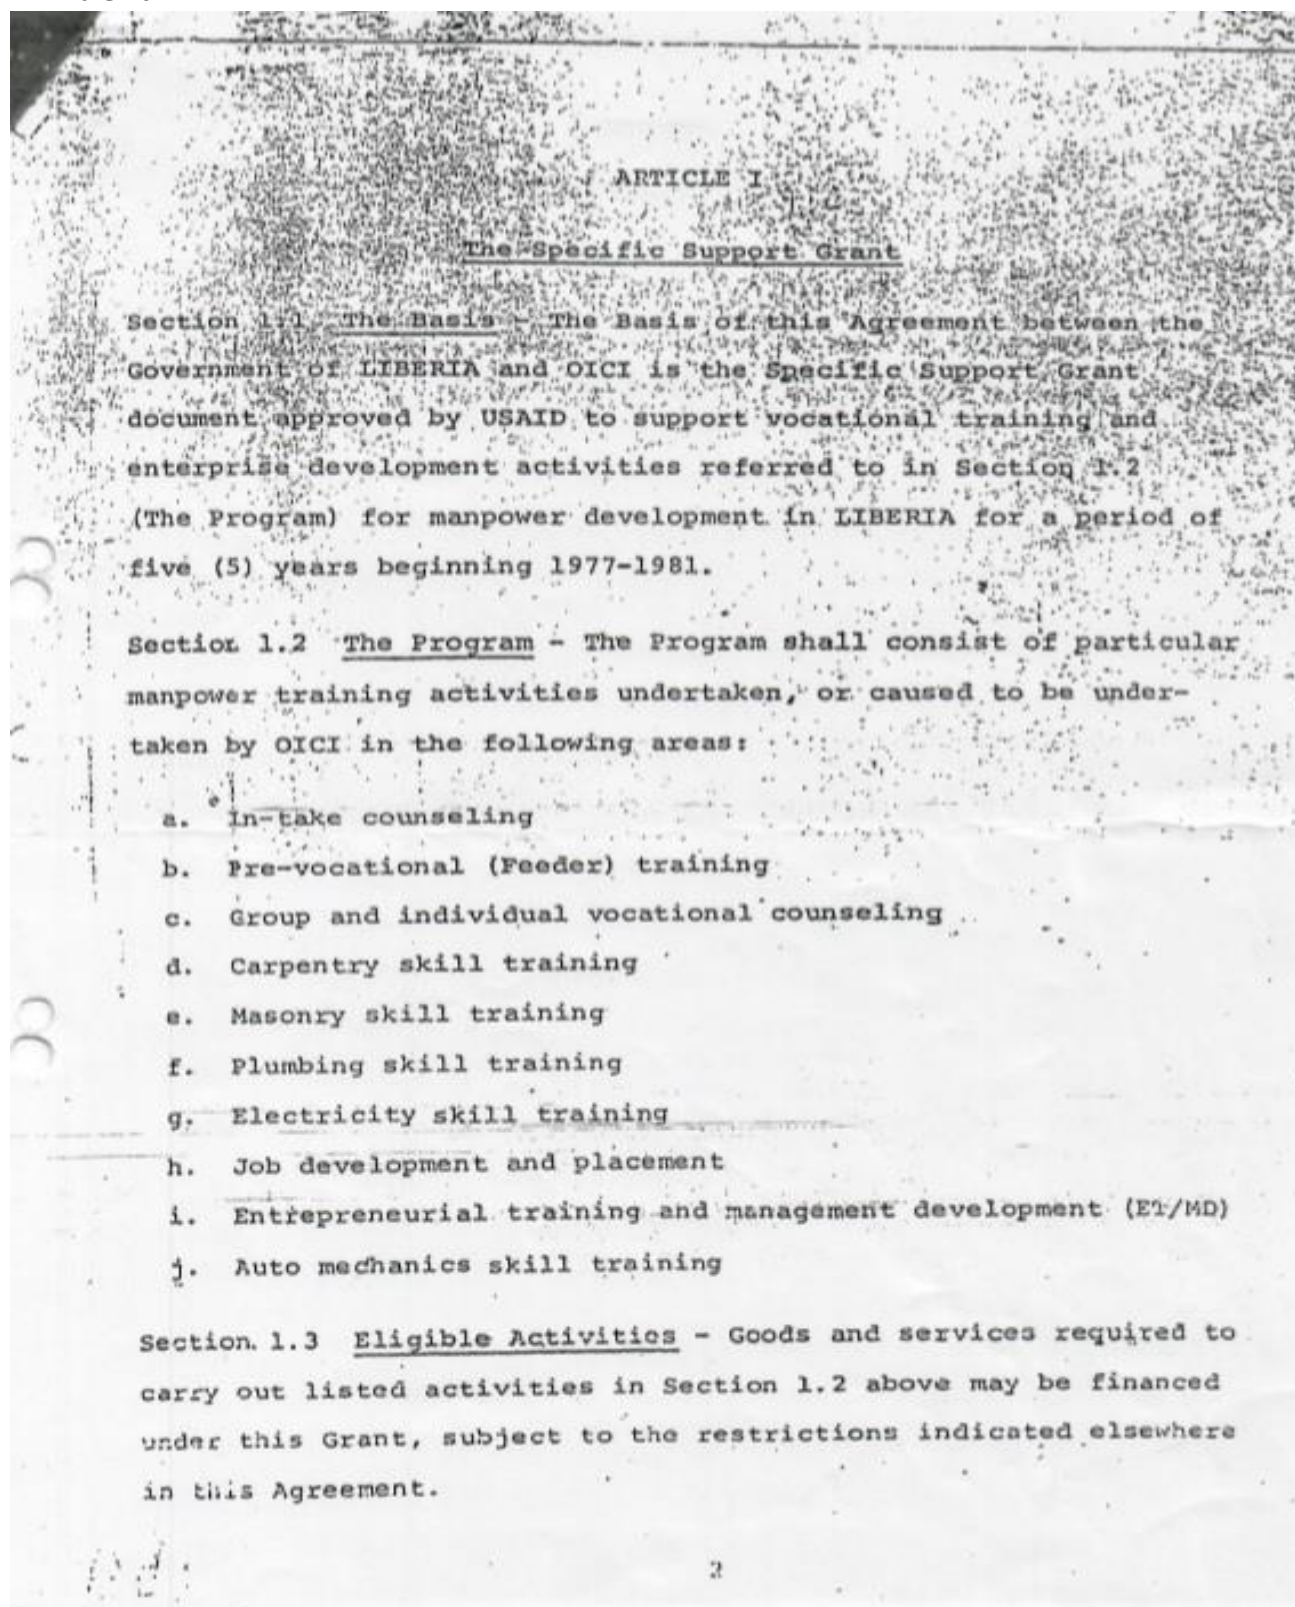 ARTICLE I
The Specific Support Grant
Section 1.1 The Basis - The Basis of this Agreement between the
Government of LIBERIA and OICI is the Specific Support Grant
document approved by USAID to support vocational training and
enterprise development activities referred to in Section 1.2
(The Program) for manpower development in LIBERIA for a period of
five (5) years beginning 1977-1981.
Section 1.2 The Program - The Program shall consist of particular
manpower training activities undertaken, or caused to be under-
taken by OICI in the following areas:
a. In-take counseling
b. Pre-vocational (Feeder) training
c. Group and individual vocational counseling
d. Carpentry skill training
e. Masonry skill training
f. Plumbing skill training
g. Electricity skill training
h. Job development and placement
i. Entrepreneurial training and management development (ET/MD)
j. Auto mechanics skill training
Section 1.3 Eligible Activities - Goods and services required to
carry out listed activities in Section 1.2 above may be financed
under this Grant, subject to the restrictions indicated elsewhere
in this Agreement.
2